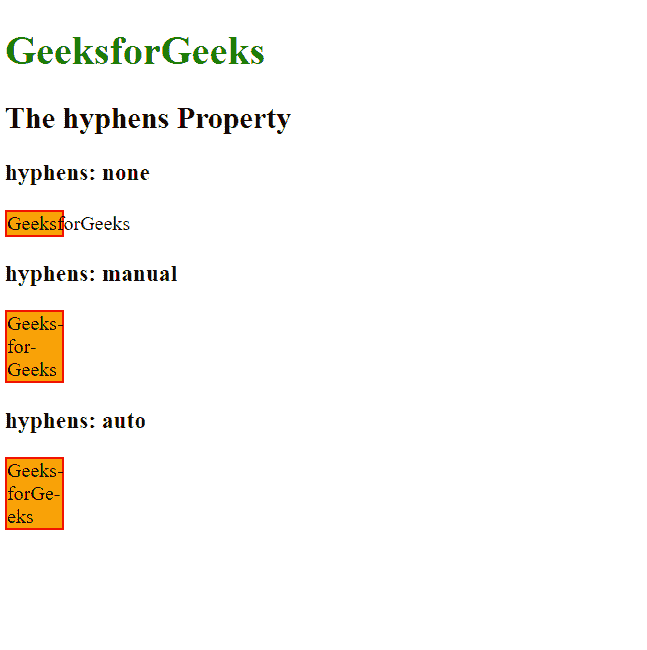 GeeksforGeeks
The hyphens Property
hyphens: none
GeeksforGeeks
hyphens: manual
Geeks-
for-
Geeks
hyphens: auto
Geeks-
forGe-
eks